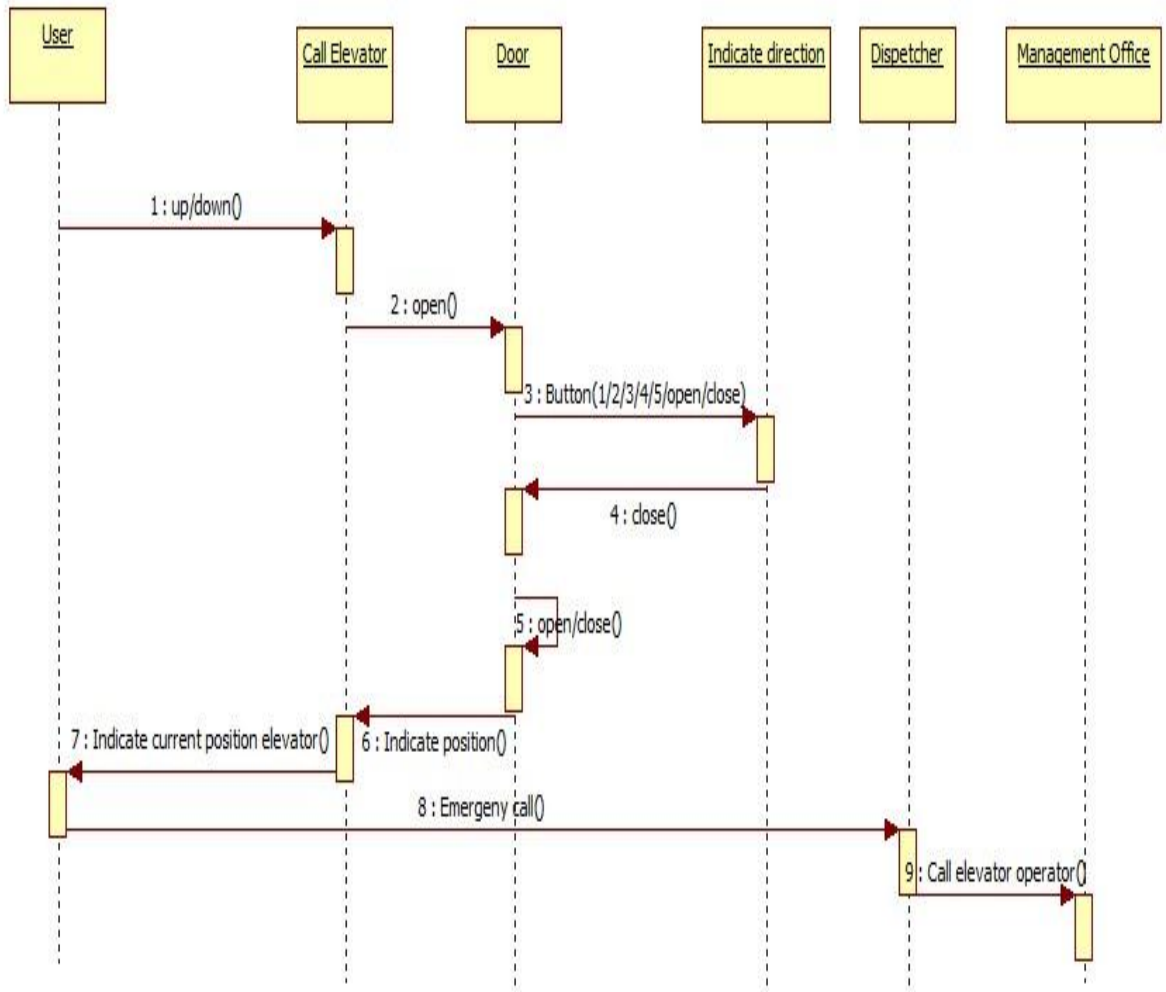 User
Call Elevator
Door
Indicate direction
Dispetcher
Management Office
1 : up/down()
2 : open()
3 : Button(1/2/3/4/5/open/close)
4 : close()
5 : open/close()
6 : Indicate position()
7 : Indicate current position elevator()
8 : Emergeny call()
9 : Call elevator operator()